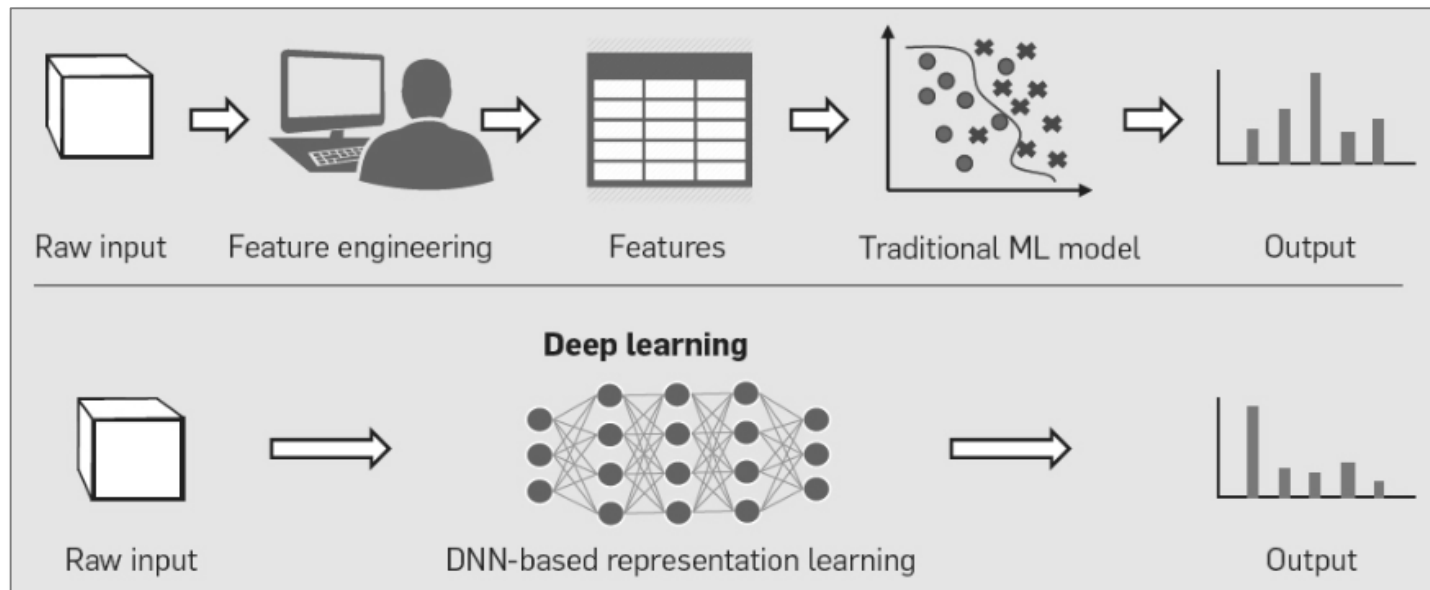 Raw input
Feature engineering
Features
Traditional ML model
Output
Deep learning
Raw input
DNN-based representation learning
Output